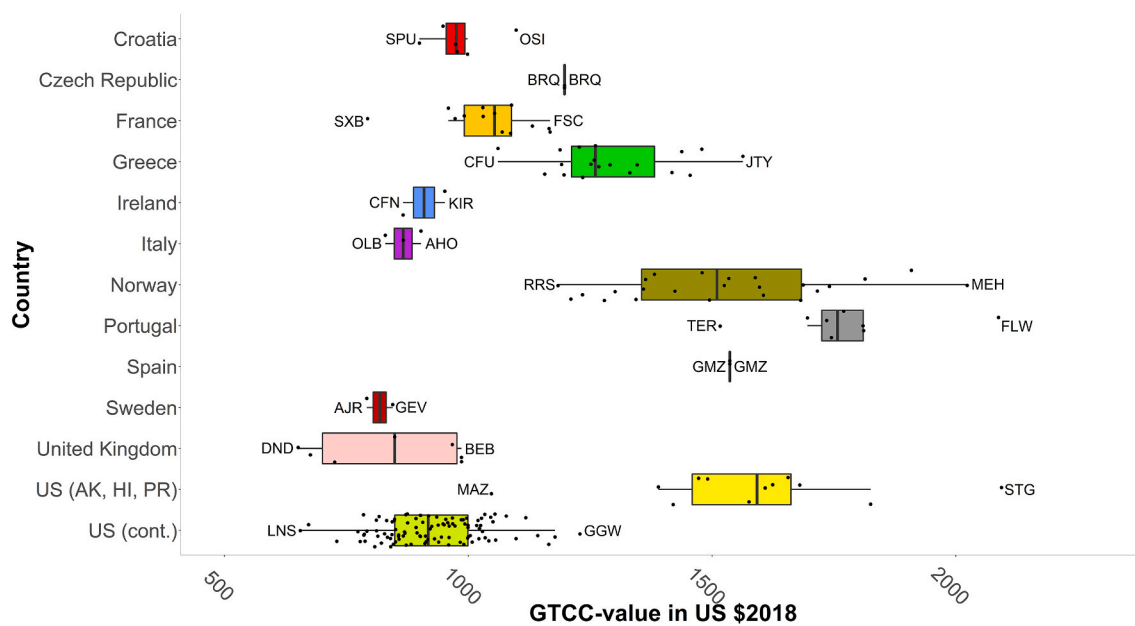 Croatia SPU OSI
Czech Republic BRQ BRQ
France SXB FSC
Greece CFU JTY
Ireland CFN KIR
Italy OLB AHO
Norway RRS MEH
Portugal TER FLW
Spain GMZ GMZ
Sweden AJR GEV
United Kingdom DND BEB
US (AK, HI, PR) MAZ STG
US (cont.) LNS GGW
Country
500 1000 1500 2000
GTCC-value in US $2018